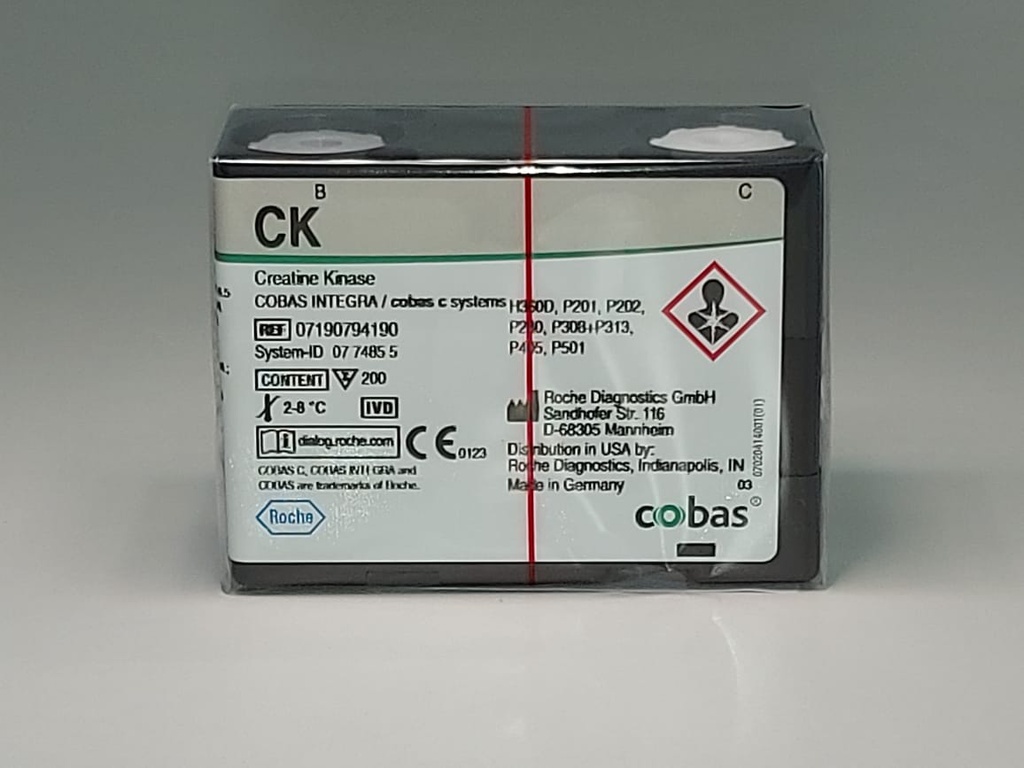 B
C
CK
Creatine Kinase
COBAS INTEGRA / cobas c systems
REF 07190794190
System-ID 07 7485 5
CONTENT 200
2-8 °C IVD
dialog.roche.com CE 0123
COBAS C, COBAS INTEGRA and
COBAS are trademarks of Roche.
Roche
H360D, P201, P202,
P280, P308+P313,
P405, P501
Roche Diagnostics GmbH
Sandhofer Str. 116
D-68305 Mannheim
Distribution in USA by:
Roche Diagnostics, Indianapolis, IN
Made in Germany 03
cobas®